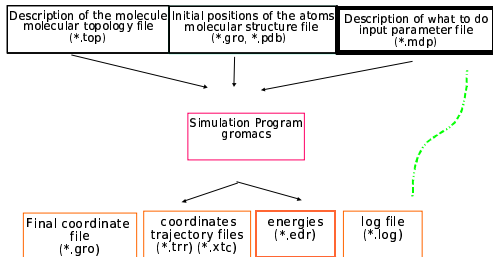 Description of the molecule
molecular topology file
(*.top)
Initial positions of the atoms
molecular structure file
(*.gro, *.pdb)
Description of what to do
input parameter file
(*.mdp)
Simulation Program
gromacs
Final coordinate
file
(*.gro)
coordinates
trajectory files
(*.trr) (*.xtc)
energies
(*.edr)
log file
(*.log)